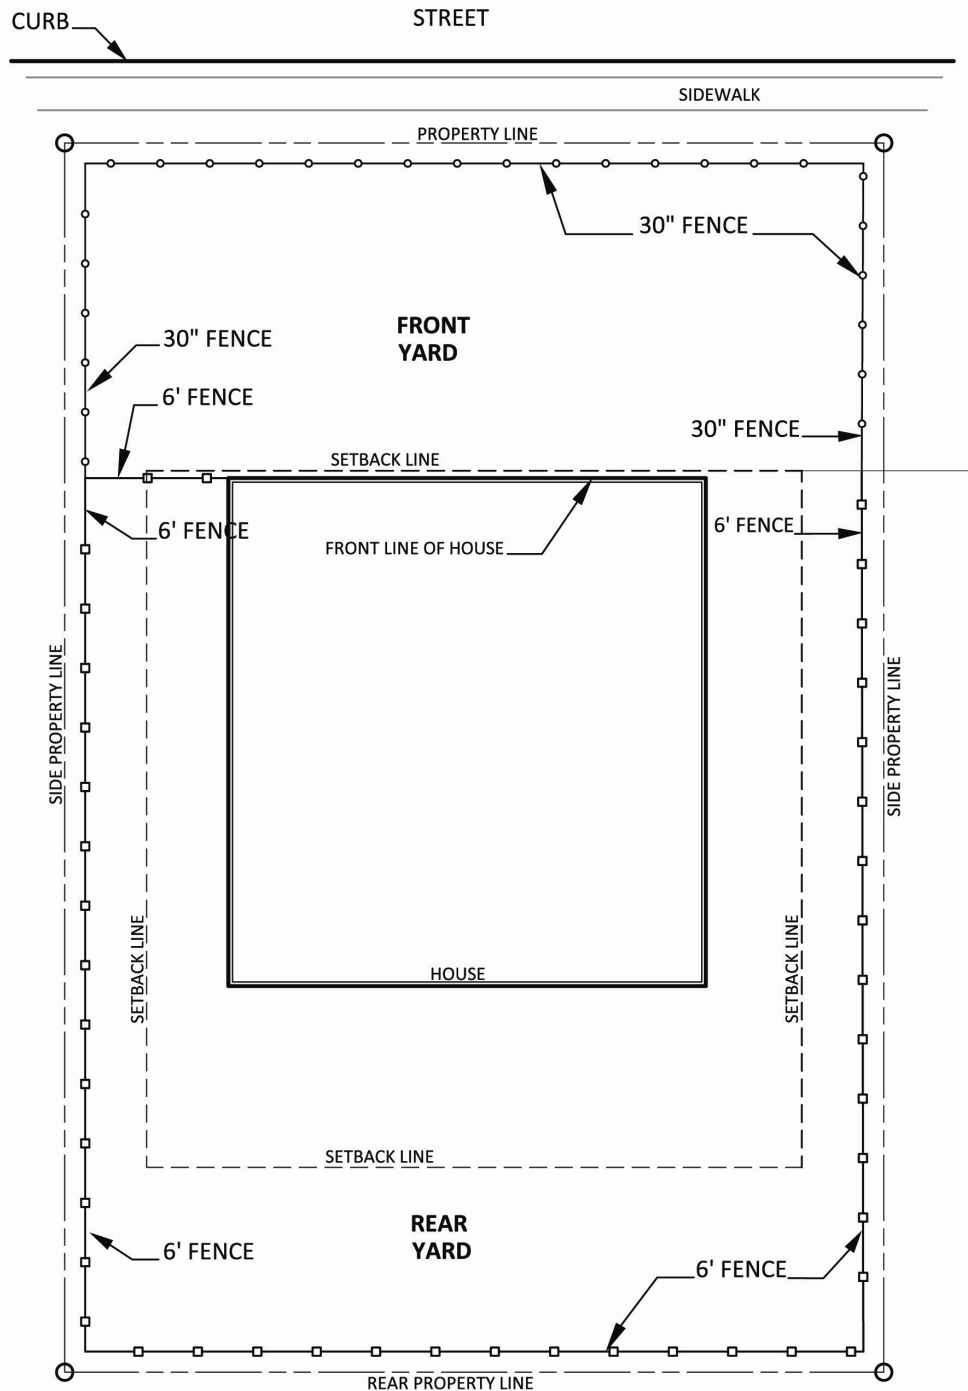 CURB
STREET
SIDEWALK
PROPERTY LINE
30" FENCE
FRONT
YARD
30" FENCE
6' FENCE
30" FENCE
SETBACK LINE
6' FENCE
6' FENCE
FRONT LINE OF HOUSE
SIDE PROPERTY LINE
SIDE PROPERTY LINE
SETBACK LINE
SETBACK LINE
HOUSE
SETBACK LINE
REAR
YARD
6' FENCE
6' FENCE
REAR PROPERTY LINE